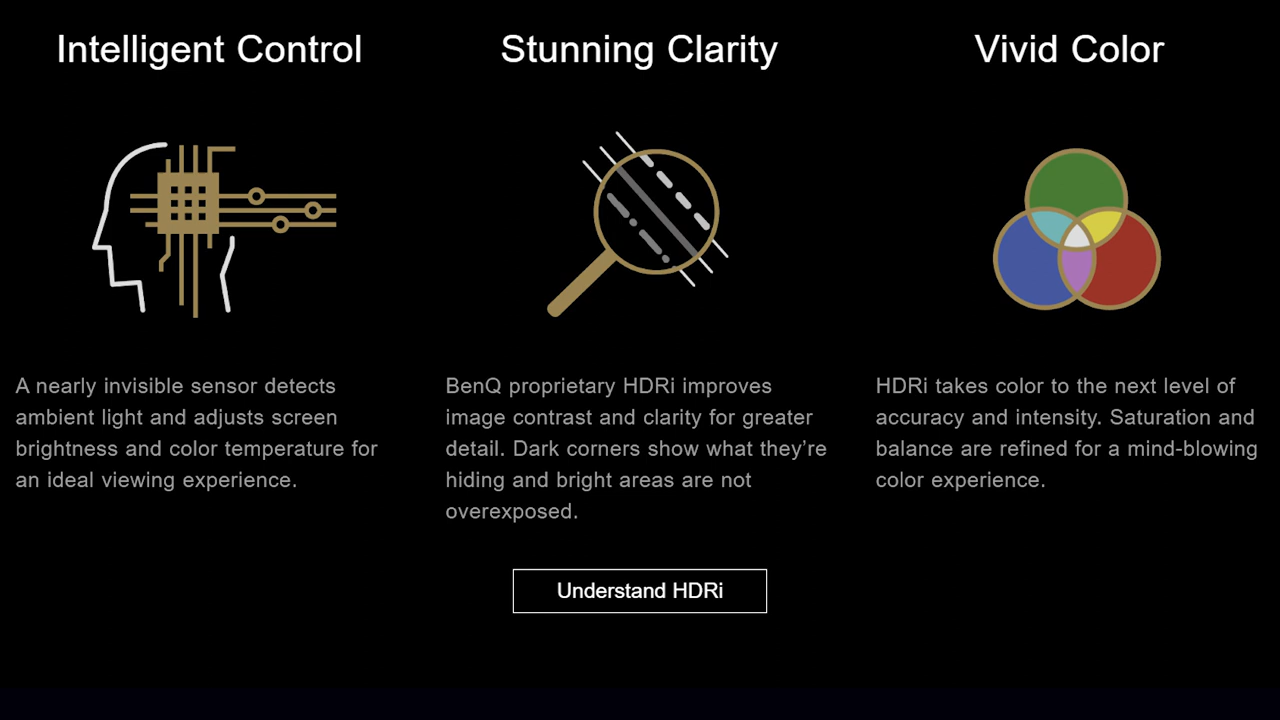 Intelligent Control
Stunning Clarity
Vivid Color
A nearly invisible sensor detects
ambient light and adjusts screen
brightness and color temperature for
an ideal viewing experience.
BenQ proprietary HDRi improves
image contrast and clarity for greater
detail. Dark corners show what they’re
hiding and bright areas are not
overexposed.
HDRi takes color to the next level of
accuracy and intensity. Saturation and
balance are refined for a mind-blowing
color experience.
Understand HDRi